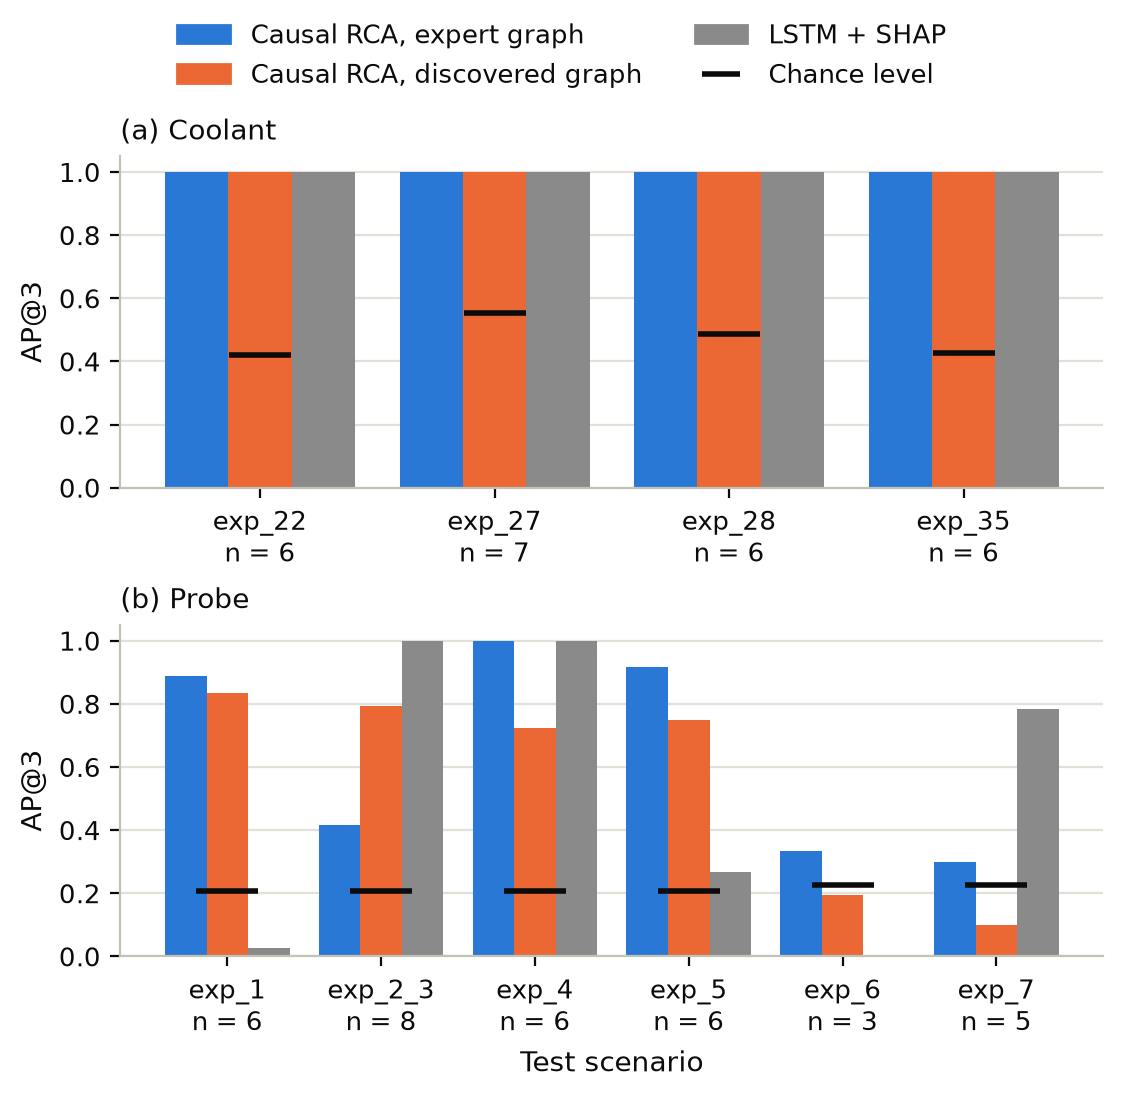 Causal RCA, expert graph
Causal RCA, discovered graph
LSTM + SHAP
Chance level
(a) Coolant
1.0
0.8
0.6
0.4
0.2
0.0
AP@3
exp_22
n = 6
exp_27
n = 7
exp_28
n = 6
exp_35
n = 6
(b) Probe
1.0
0.8
0.6
0.4
0.2
0.0
AP@3
exp_1
n = 6
exp_2_3
n = 8
exp_4
n = 6
exp_5
n = 6
exp_6
n = 3
exp_7
n = 5
Test scenario